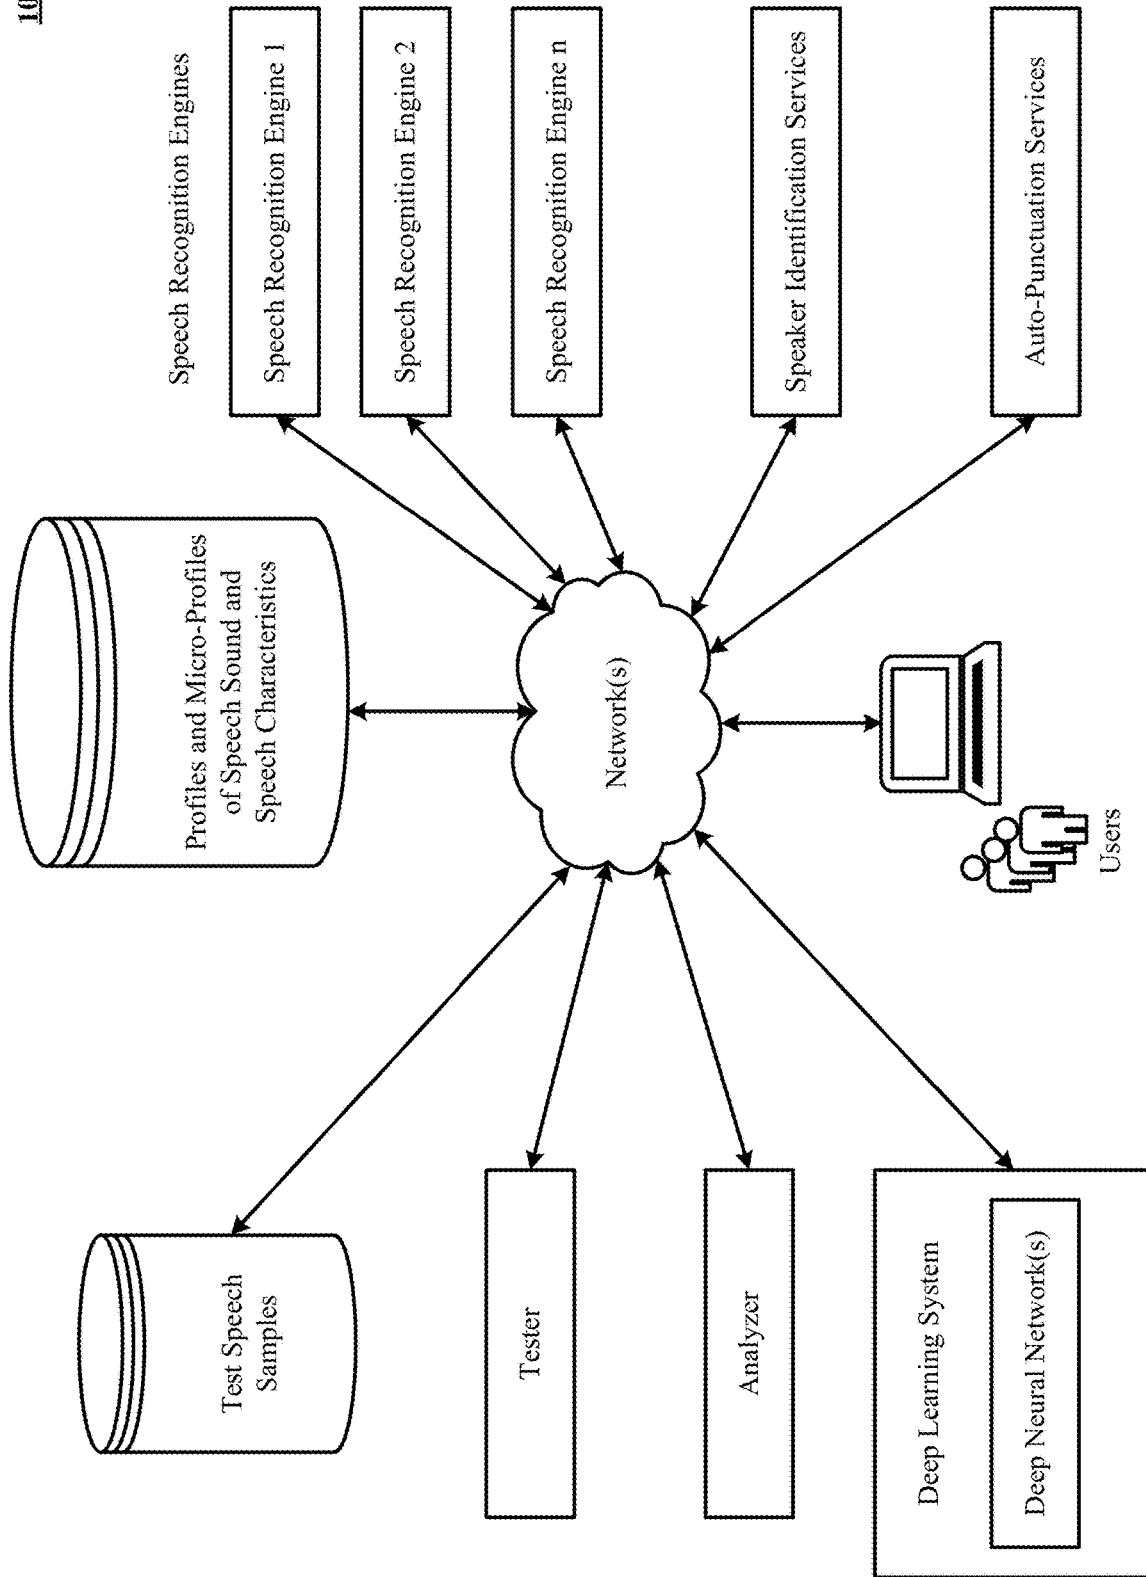 10
Test Speech
Samples
Tester
Analyzer
Deep Learning System
Deep Neural Network(s)
Profiles and Micro-Profiles
of Speech Sound and
Speech Characteristics
Network(s)
Users
Speech Recognition Engines
Speech Recognition Engine 1
Speech Recognition Engine 2
Speech Recognition Engine n
Speaker Identification Services
Auto-Punctuation Services